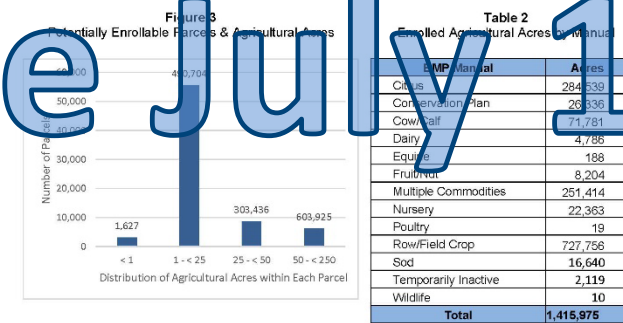 e July 1
Figure 3
Potentially Enrollable Parcels & Agricultural Acres
60,000
50,000
40,000
30,000
20,000
10,000
0
Number of Parcels
1,627
303,436
603,925
< 1
1 - < 25
25 - < 50
50 - < 250
Distribution of Agricultural Acres within Each Parcel
Table 2
Enrolled Agricultural Acres by Manual
BMP Manual Acres
Citrus 284,539
Conservation Plan 26,336
Cow/Calf 71,781
Dairy 4,786
Equine 188
Fruit/Nut 8,204
Multiple Commodities 251,414
Nursery 22,363
Poultry 19
Row/Field Crop 727,756
Sod 16,640
Temporarily Inactive 2,119
Wildlife 10
Total 1,415,975